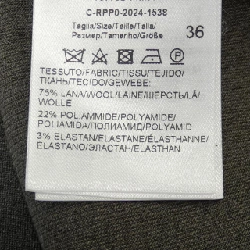 C-RPP0-2024-1538
Taglia/Size/Taille/Talla/
Размер/Tamanho/Größe
36
TESSUTO/FABRIC/TISSU/TEJIDO/
ТКАНЬ/TECIDO/GEWEBE
75% LANA/WOOL/LAINE/ШЕРСТЬ/LÃ/
WOLLE
22% POLIAMMIDE/POLYAMIDE/
POLIAMIDA/ПОЛИАМИД/POLYAMID
3% ELASTAN/ELASTANE/ELASTHANNE/
ELASTANO/ЭЛАСТАН/ELASTHAN